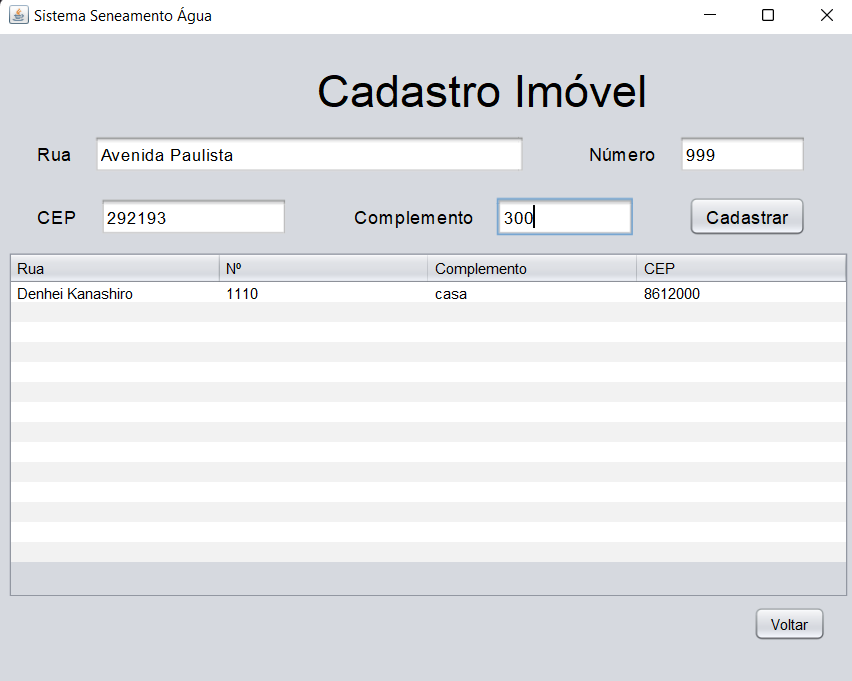 Sistema Seneamento Água
Cadastro Imóvel
Rua Avenida Paulista Número 999
CEP 292193 Complemento 300 Cadastrar
Rua Nº Complemento CEP
Denhei Kanashiro 1110 casa 8612000
Voltar